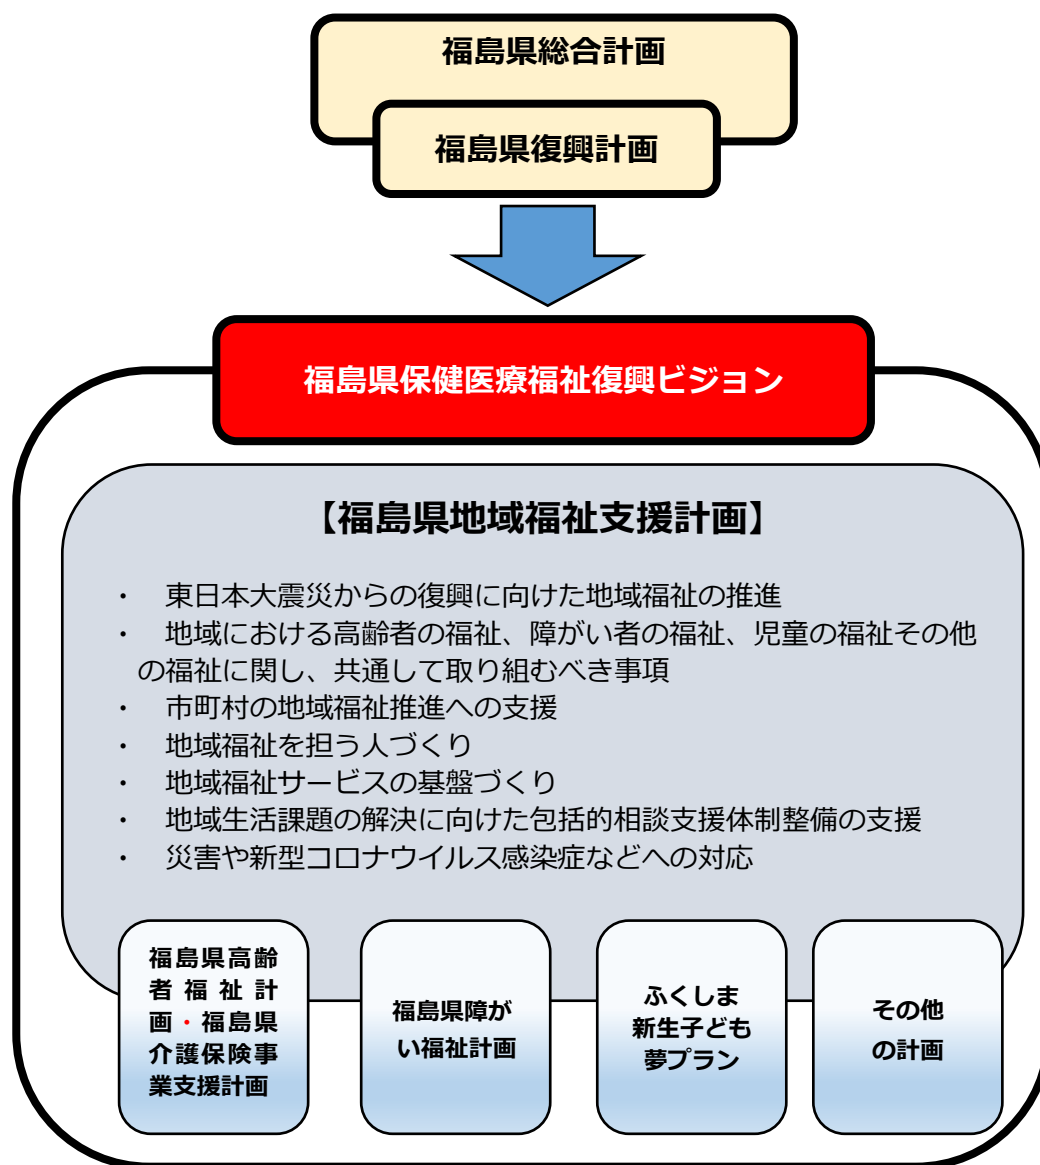 福島県総合計画
福島県復興計画
福島県保健医療福祉復興ビジョン
【福島県地域福祉支援計画】
・ 東日本大震災からの復興に向けた地域福祉の推進
・ 地域における高齢者の福祉、障がい者の福祉、児童の福祉その他
の福祉に関し、共通して取り組むべき事項
・ 市町村の地域福祉推進への支援
・ 地域福祉を担う人づくり
・ 地域福祉サービスの基盤づくり
・ 地域生活課題の解決に向けた包括的相談支援体制整備の支援
・ 災害や新型コロナウイルス感染症などへの対応
福島県高齢
者福祉計
画・福島県
介護保険事
業支援計画
福島県障が
い福祉計画
ふくしま
新生子ども
夢プラン
その他
の計画